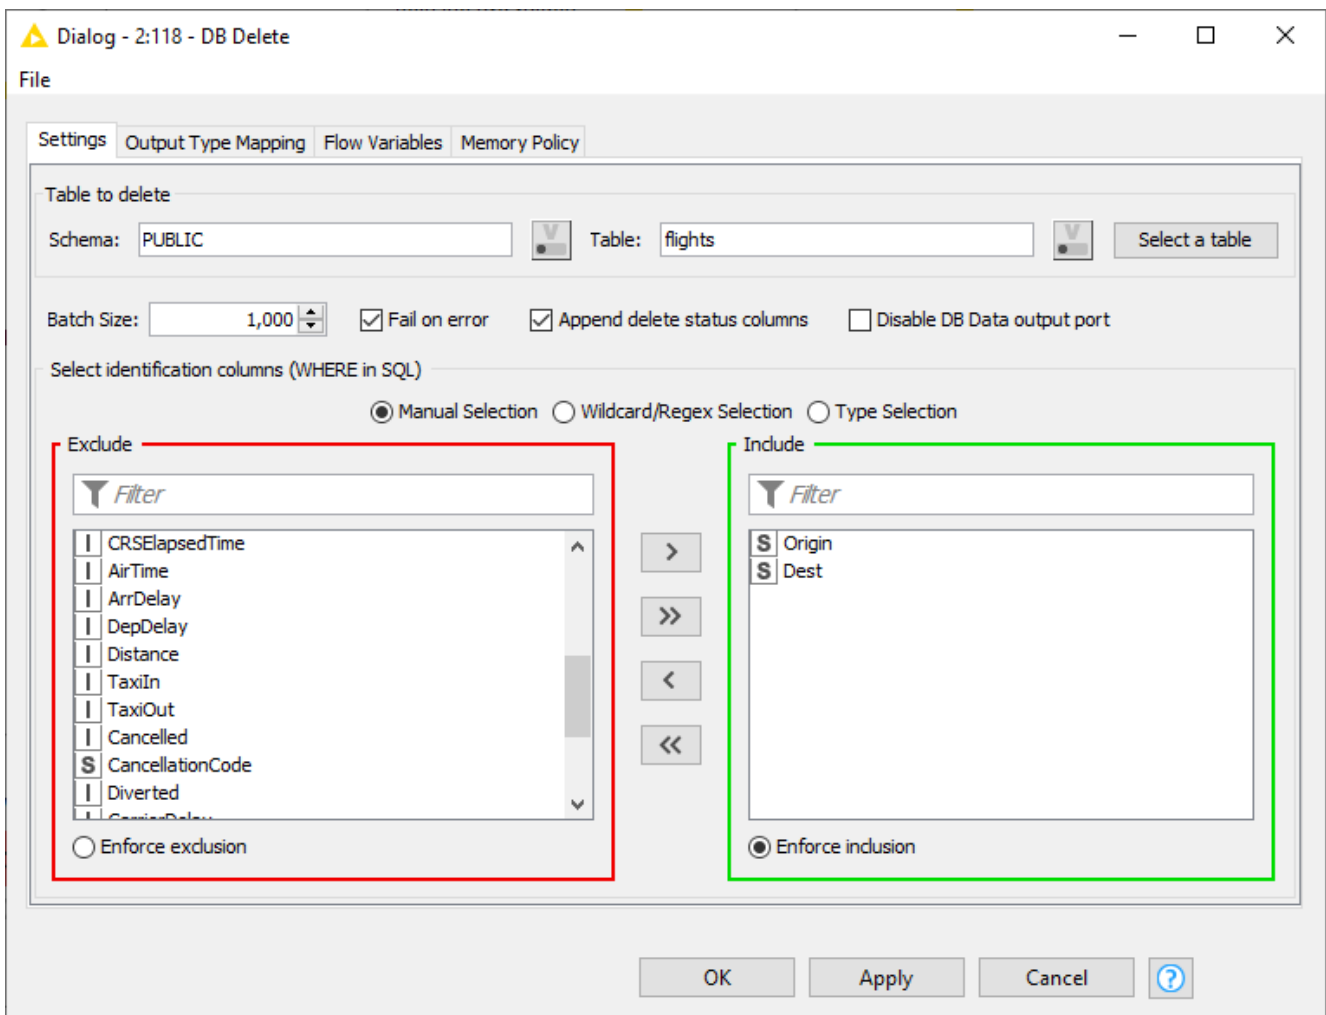 Dialog - 2:118 - DB Delete
File
Settings Output Type Mapping Flow Variables Memory Policy
Table to delete
Schema: PUBLIC V Table: flights V Select a table
Batch Size: 1,000 Fail on error Append delete status columns Disable DB Data output port
Select identification columns (WHERE in SQL)
Manual Selection Wildcard/Regex Selection Type Selection
Exclude
Filter
I CRSElapsedTime
I AirTime
I ArrDelay
I DepDelay
I Distance
I TaxiIn
I TaxiOut
I Cancelled
S CancellationCode
I Diverted
Enforce exclusion
> 
>>
<
<<
Include
Filter
S Origin
S Dest
Enforce inclusion
OK Apply Cancel ?